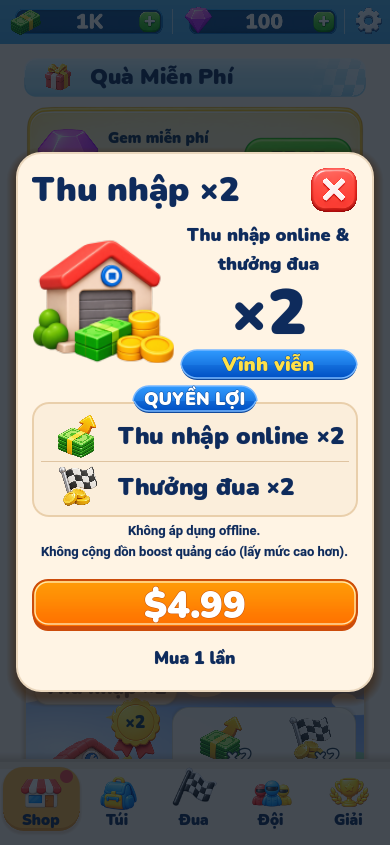 1K
100
Quà Miễn Phí
Gem miễn phí
Thu nhập ×2
Thu nhập online &
thưởng đua
×2
Vĩnh viễn
QUYỀN LỢI
Thu nhập online ×2
Thưởng đua ×2
Không áp dụng offline.
Không cộng dồn boost quảng cáo (lấy mức cao hơn).
$4.99
Mua 1 lần
×2
×2
×2
Shop
Túi
Đua
Đội
Giải